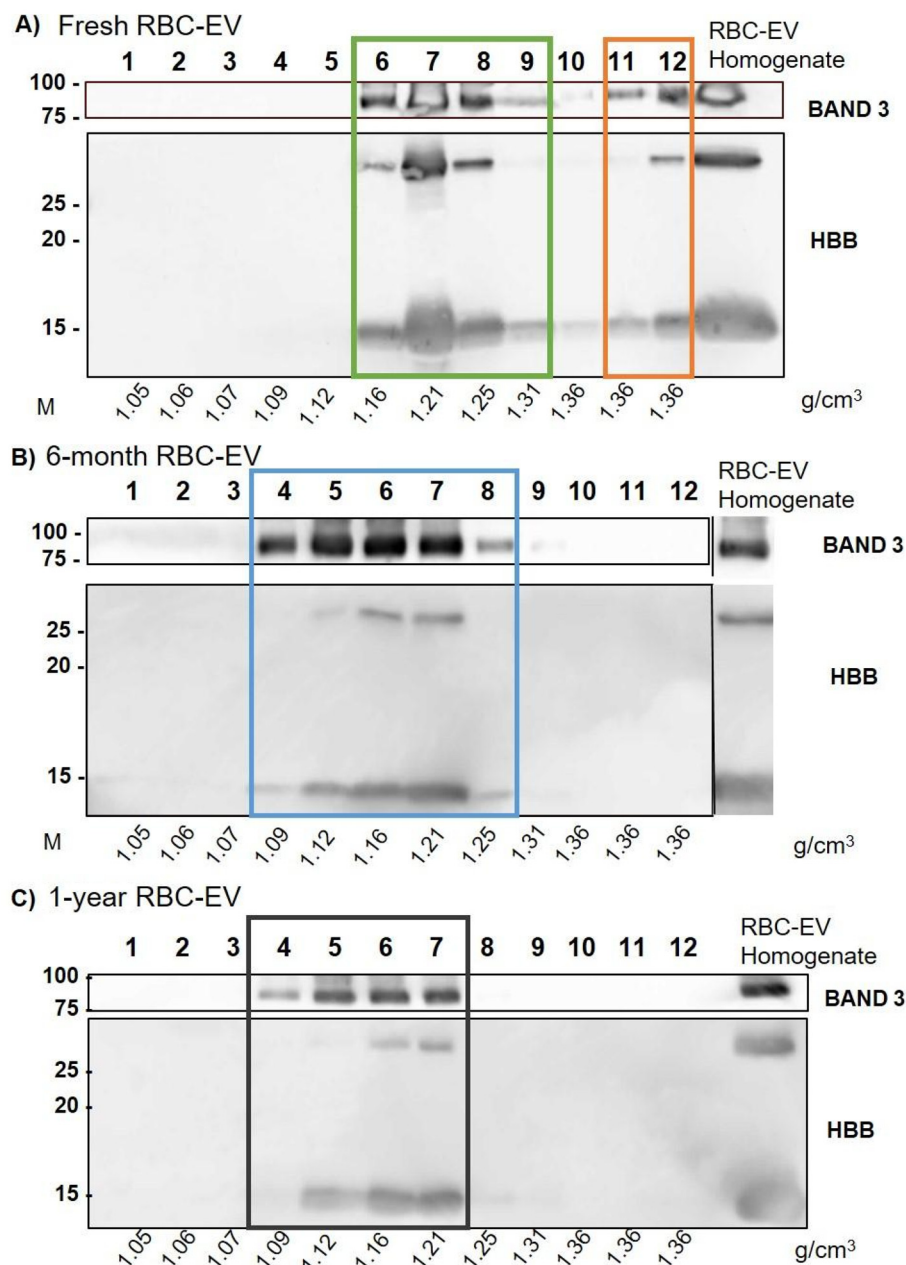 A) Fresh RBC-EV
1 2 3 4 5 6 7 8 9 10 11 12 RBC-EV
Homogenate
100 -
75 -
BAND 3
25 -
20 -
HBB
15 -
M 1.05 1.06 1.07 1.09 1.12 1.16 1.21 1.25 1.31 1.36 1.36 1.36 g/cm³
B) 6-month RBC-EV
1 2 3 4 5 6 7 8 9 10 11 12 RBC-EV
Homogenate
100 -
75 -
BAND 3
25 -
20 -
HBB
15 -
M 1.05 1.06 1.07 1.09 1.12 1.16 1.21 1.25 1.31 1.36 1.36 1.36 g/cm³
C) 1-year RBC-EV
1 2 3 4 5 6 7 8 9 10 11 12 RBC-EV
Homogenate
100 -
75 -
BAND 3
25 -
20 -
HBB
15 -
1.05 1.06 1.07 1.09 1.12 1.16 1.21 1.25 1.31 1.36 1.36 1.36 g/cm³